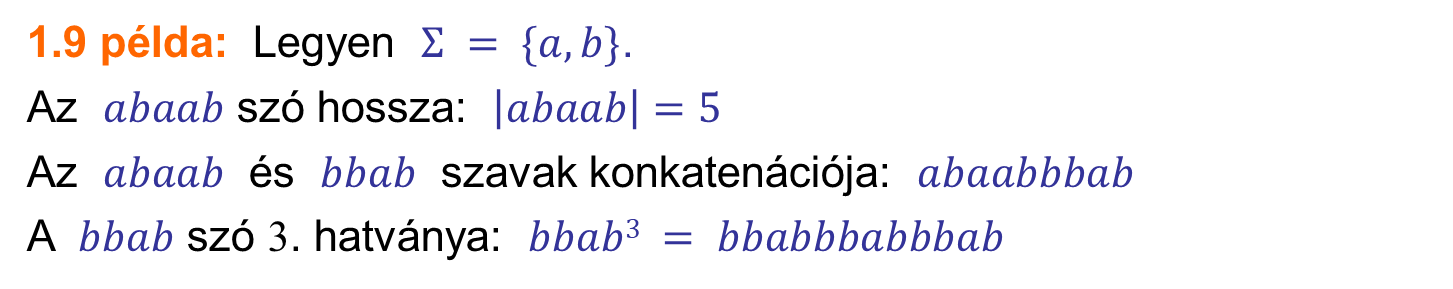 1.9 példa: Legyen Σ = {a, b}.
Az abaab szó hossza: |abaab| = 5
Az abaab és bbab szavak konkatenációja: abaabbbab
A bbab szó 3. hatványa: bbab³ = bbabbbabbbab